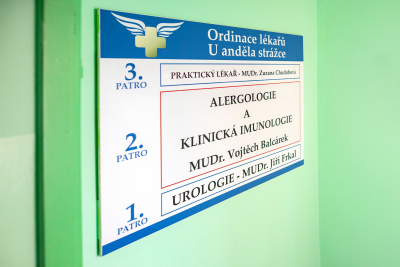 Ordinace lékařů
U anděla strážce
3.
PATRO
PRAKTICKÝ LÉKAŘ - MUDr. Zuzana Chudobová
2.
PATRO
ALERGOLOGIE
A
KLINICKÁ IMUNOLOGIE
MUDr. Vojtěch Balcárek
1.
PATRO
UROLOGIE - MUDr. Jiří Frkal